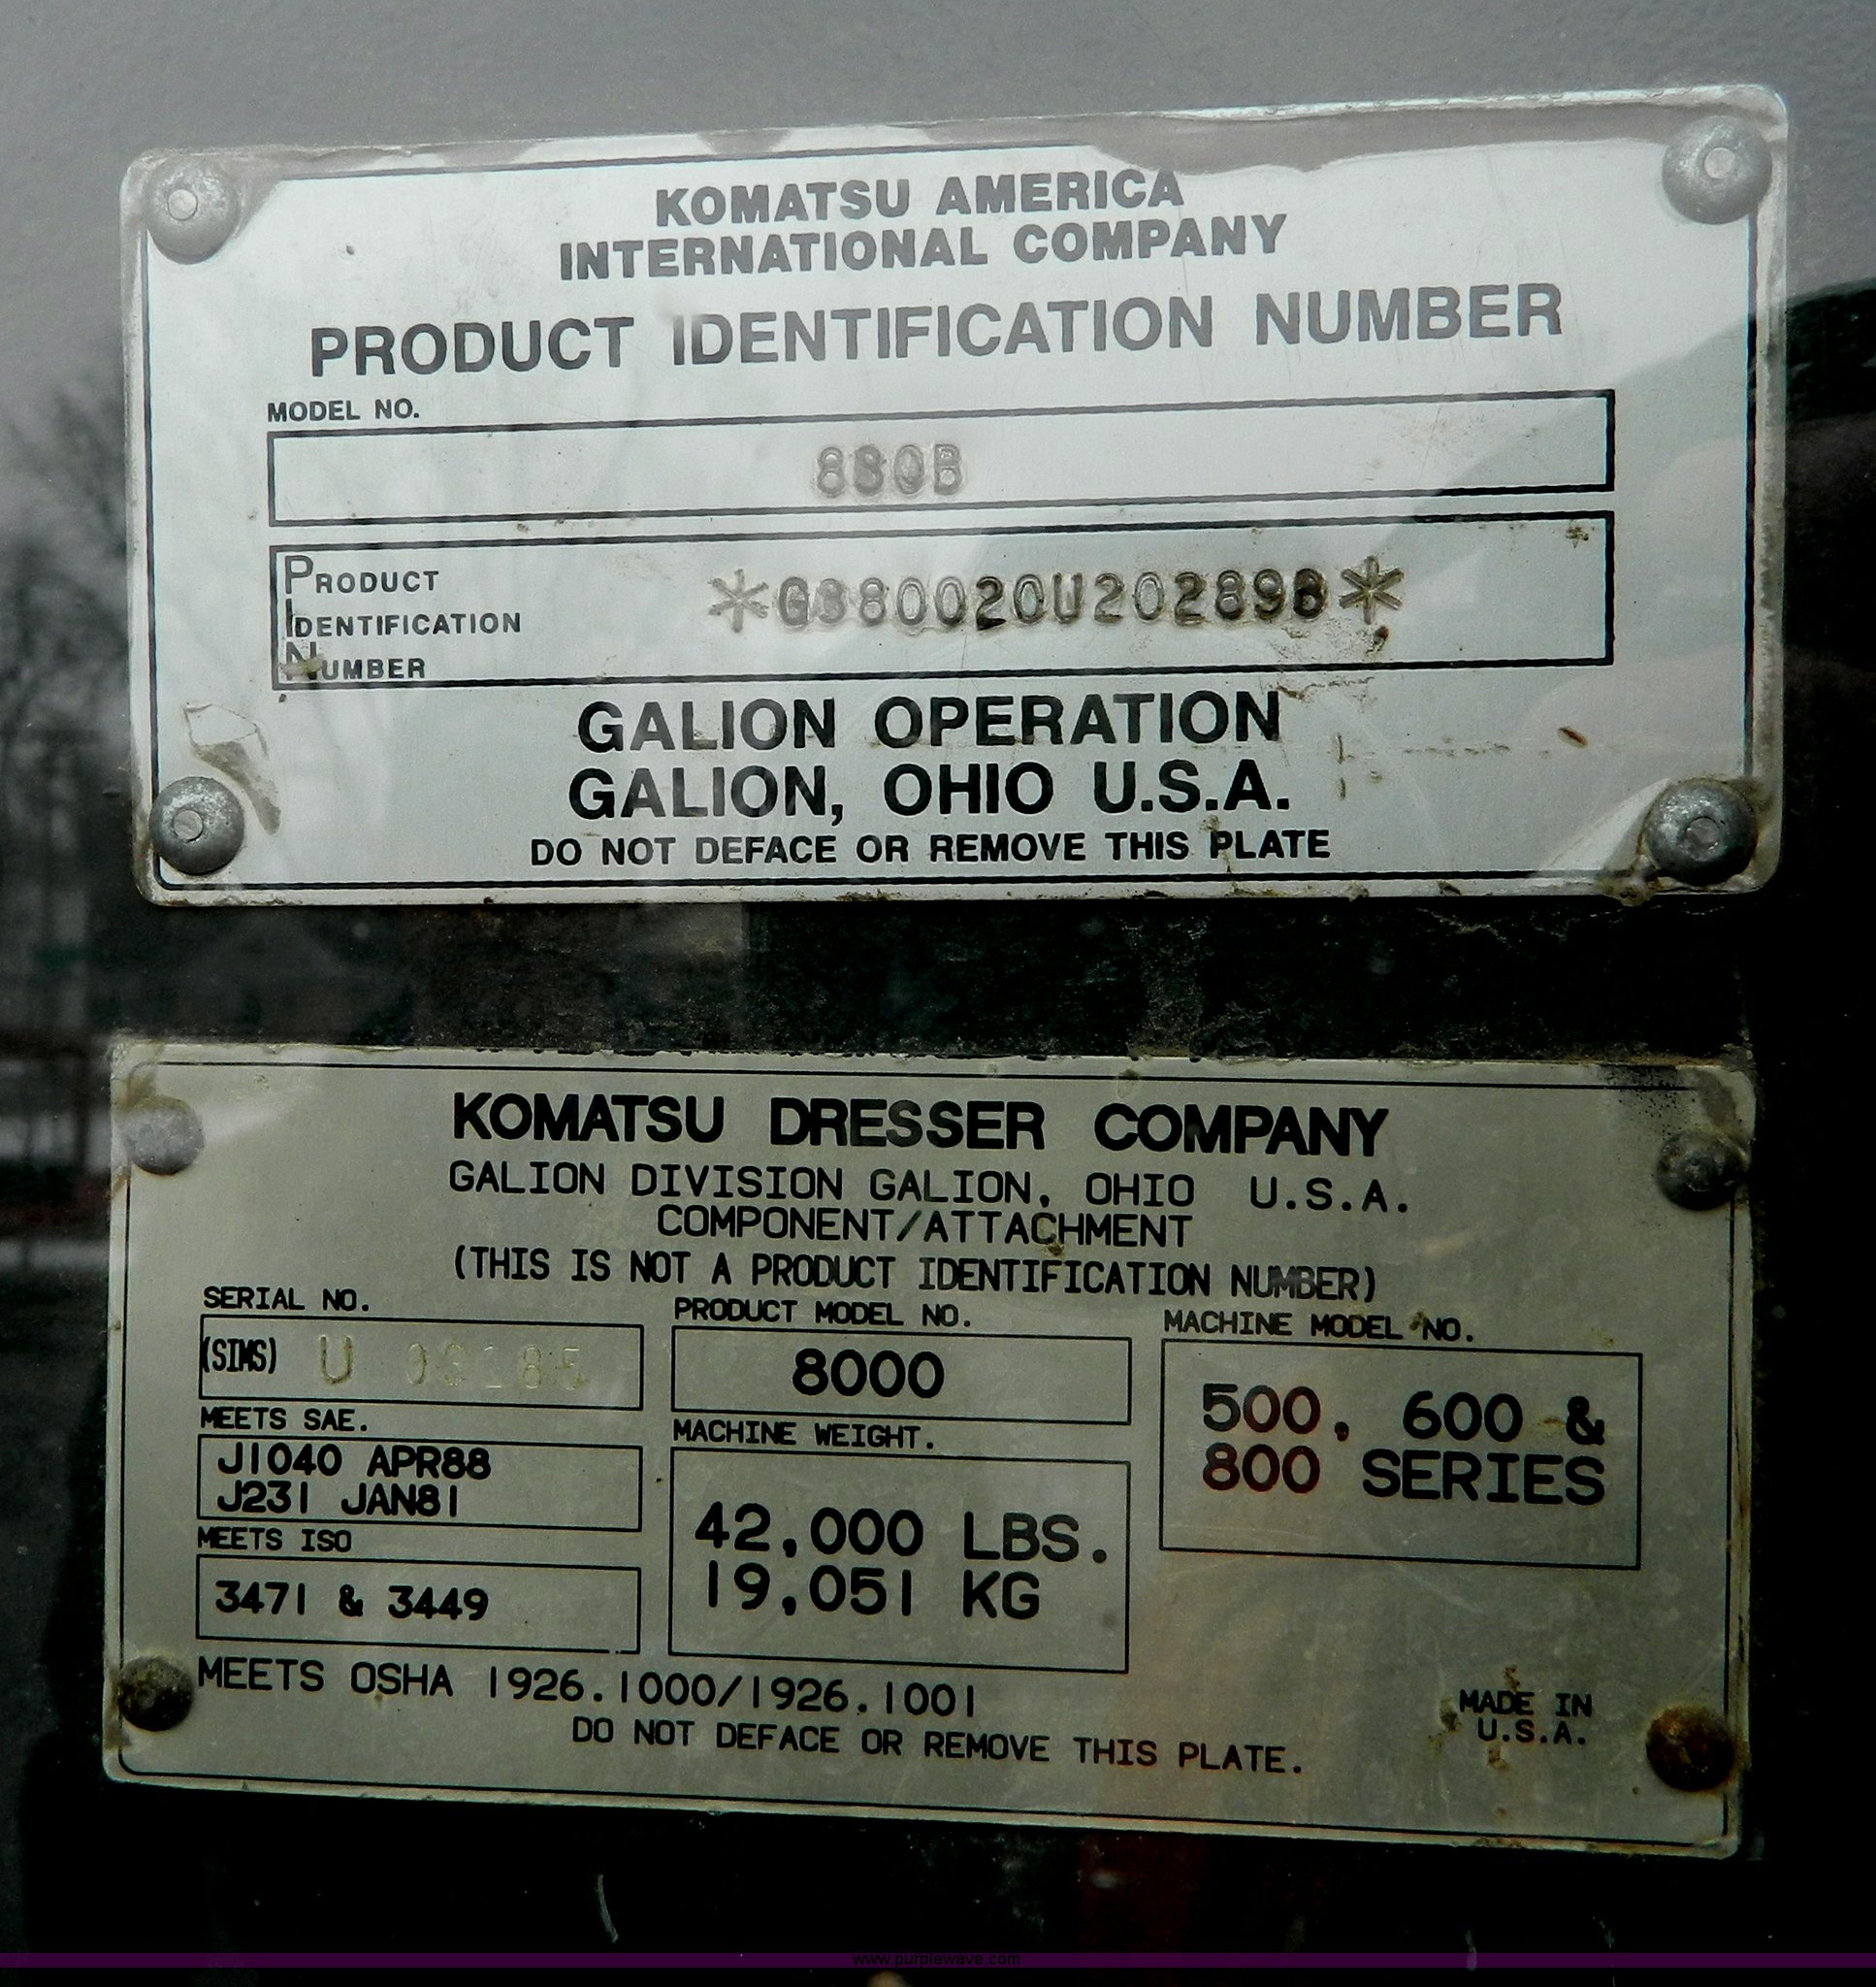 KOMATSU AMERICA
INTERNATIONAL COMPANY
PRODUCT IDENTIFICATION NUMBER
MODEL NO.
PRODUCT
IDENTIFICATION
NUMBER
GALION OPERATION
GALION, OHIO U.S.A.
DO NOT DEFACE OR REMOVE THIS PLATE
KOMATSU DRESSER COMPANY
GALION DIVISION GALION, OHIO U.S.A.
COMPONENT/ATTACHMENT
(THIS IS NOT A PRODUCT IDENTIFICATION NUMBER)
SERIAL NO.
(SIMS) U
MEETS SAE.
J1040 APR88
J231 JAN81
MEETS ISO
3471 & 3449
PRODUCT MODEL NO.
8000
MACHINE WEIGHT.
42,000 LBS.
19,051 KG
MACHINE MODEL NO.
500, 600 &
800 SERIES
MEETS OSHA 1926.1000/1926.1001
DO NOT DEFACE OR REMOVE THIS PLATE.
MADE IN
U.S.A.
www.purplewave.com